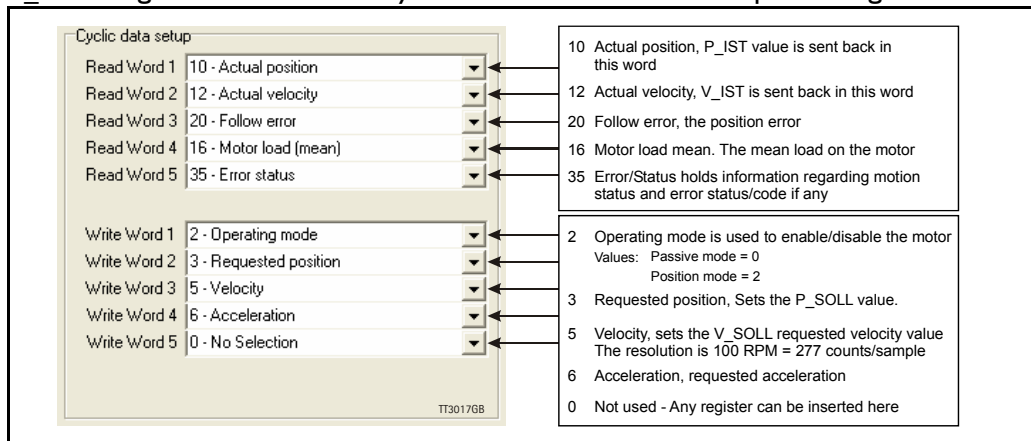 Cyclic data setup
Read Word 1 10 - Actual position
Read Word 2 12 - Actual velocity
Read Word 3 20 - Follow error
Read Word 4 16 - Motor load (mean)
Read Word 5 35 - Error status
Write Word 1 2 - Operating mode
Write Word 2 3 - Requested position
Write Word 3 5 - Velocity
Write Word 4 6 - Acceleration
Write Word 5 0 - No Selection
TT3017GB
10 Actual position, P_IST value is sent back in
this word
12 Actual velocity, V_IST is sent back in this word
20 Follow error, the position error
16 Motor load mean. The mean load on the motor
35 Error/Status holds information regarding motion
status and error status/code if any
2 Operating mode is used to enable/disable the motor
Values: Passive mode = 0
Position mode = 2
3 Requested position, Sets the P_SOLL value.
5 Velocity, sets the V_SOLL requested velocity value
The resolution is 100 RPM = 277 counts/sample
6 Acceleration, requested acceleration
0 Not used - Any register can be inserted here